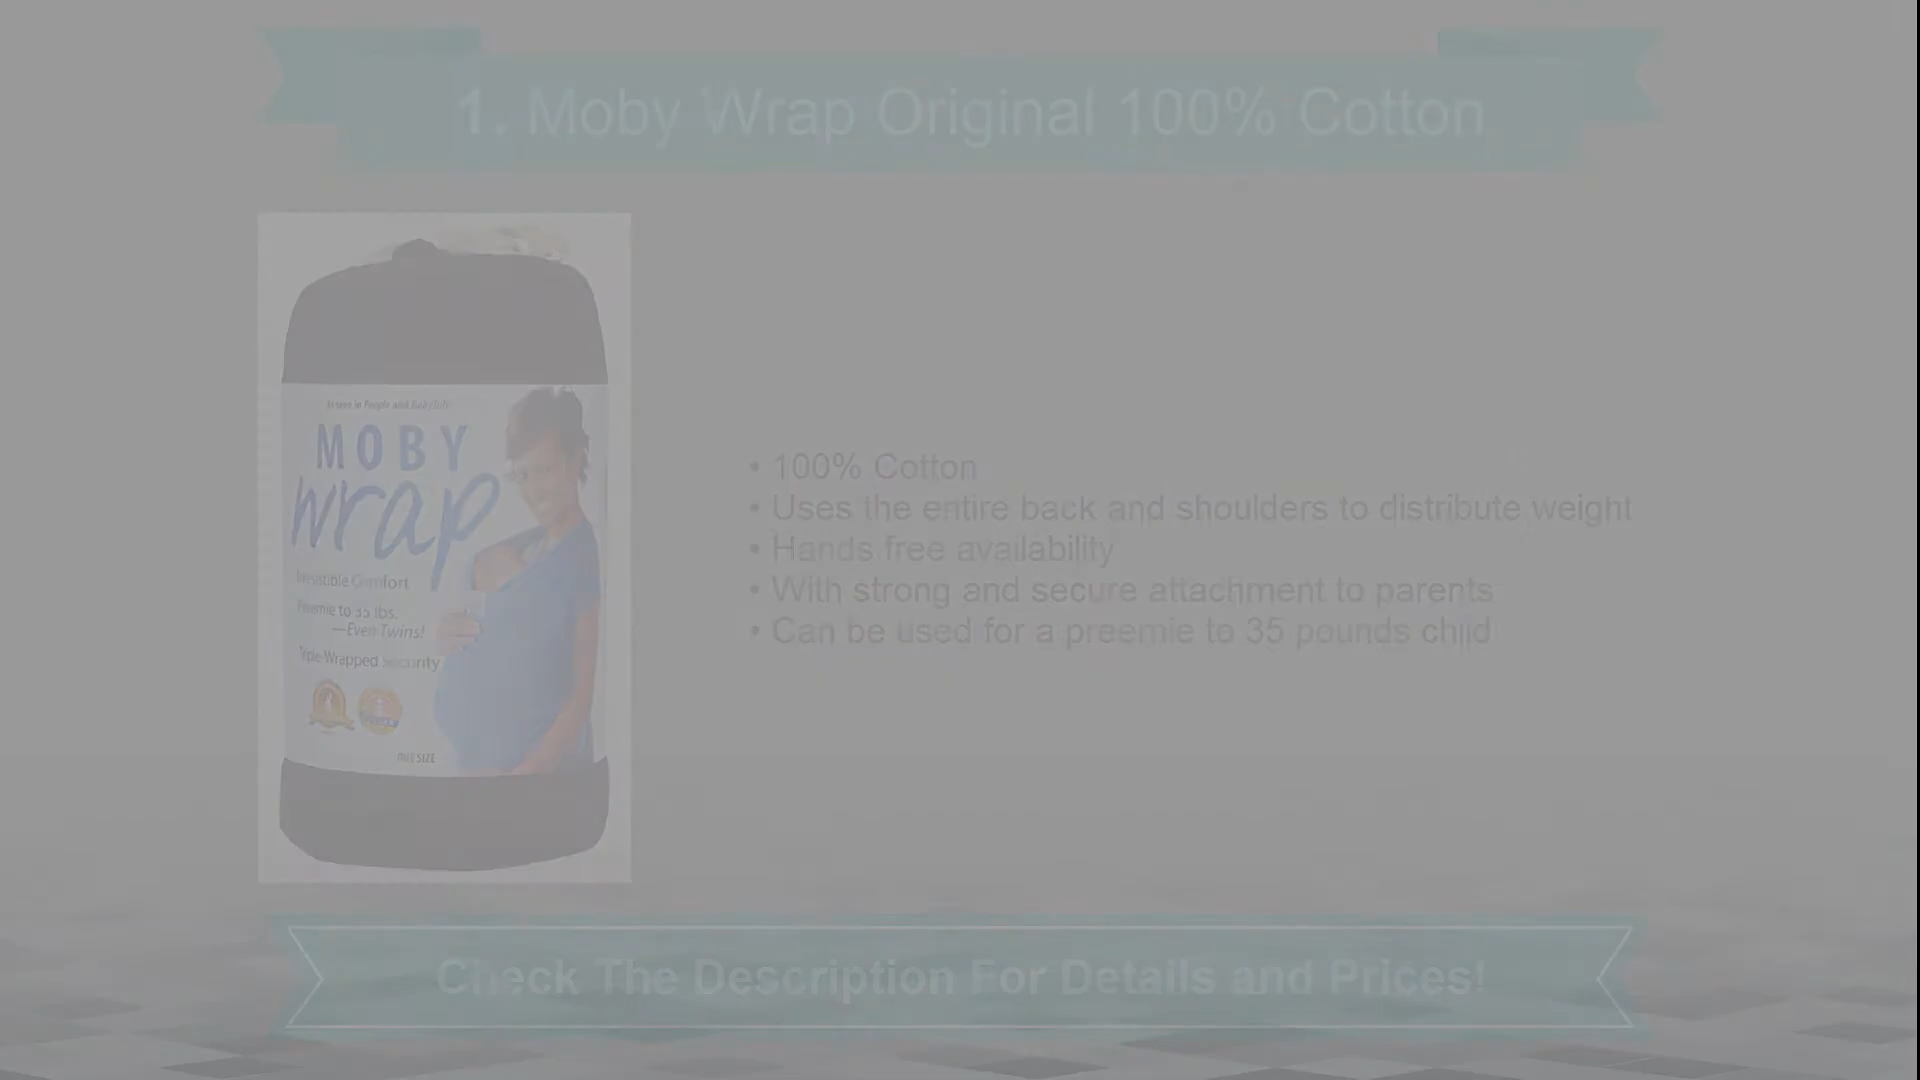 1. Moby Wrap Original 100% Cotton
As seen in People and BabyTalk
MOBY
wrap
Irresistible Comfort
Preemie to 35 lbs.
—Even Twins!
Triple-Wrapped Security
ONE SIZE
• 100% Cotton
• Uses the entire back and shoulders to distribute weight
• Hands free availability
• With strong and secure attachment to parents
• Can be used for a preemie to 35 pounds child
Check The Description For Details and Prices!